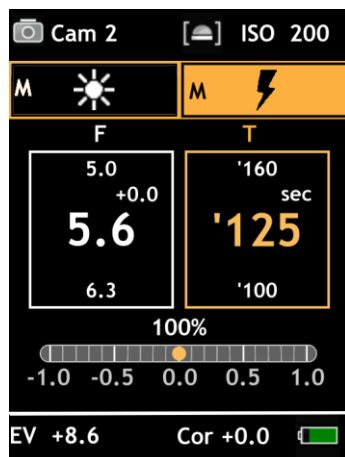 Cam 2 ISO 200
M M
F T
5.0 '160
+0.0 sec
5.6 '125
6.3 '100
100%
-1.0 -0.5 0.0 0.5 1.0
EV +8.6 Cor +0.0